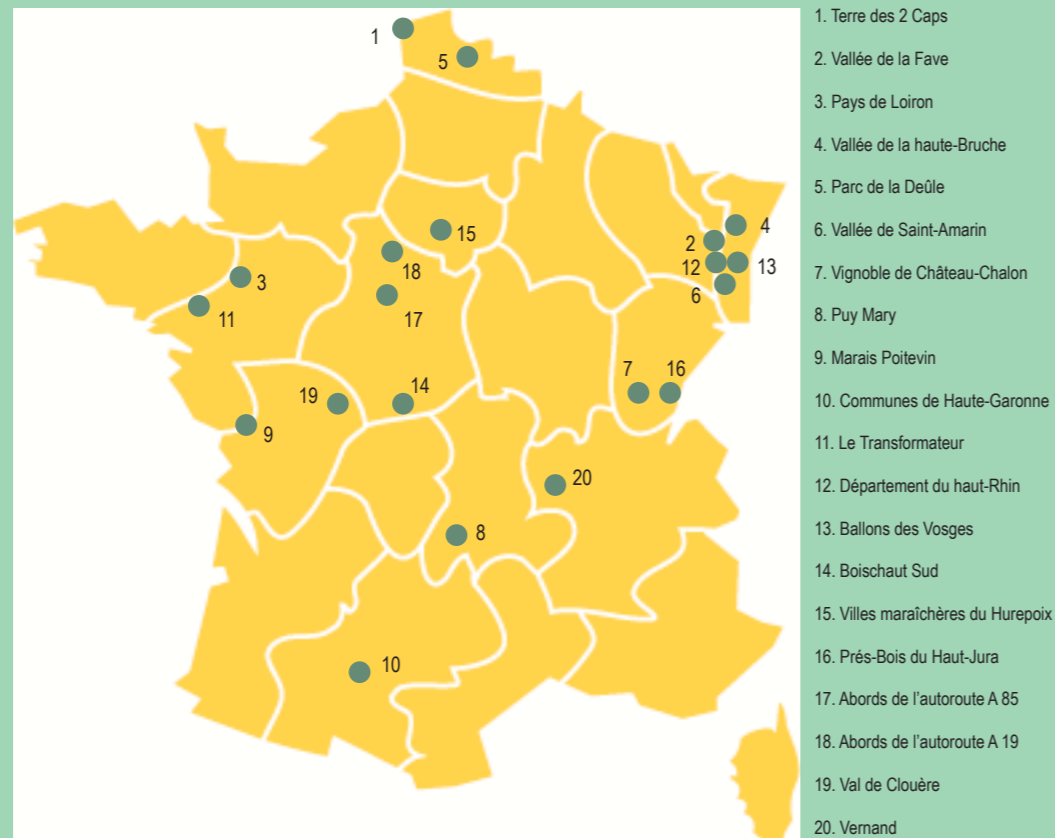 1
5
15
4
2
18
12
13
3
6
17
11
7
16
19
14
9
20
8
10
1. Terre des 2 Caps
2. Vallée de la Fave
3. Pays de Loiron
4. Vallée de la haute-Bruche
5. Parc de la Deûle
6. Vallée de Saint-Amarin
7. Vignoble de Château-Chalon
8. Puy Mary
9. Marais Poitevin
10. Communes de Haute-Garonne
11. Le Transformateur
12. Département du haut-Rhin
13. Ballons des Vosges
14. Boischaut Sud
15. Villes maraîchères du Hurepoix
16. Prés-Bois du Haut-Jura
17. Abords de l'autoroute A 85
18. Abords de l'autoroute A 19
19. Val de Clouère
20. Vernand